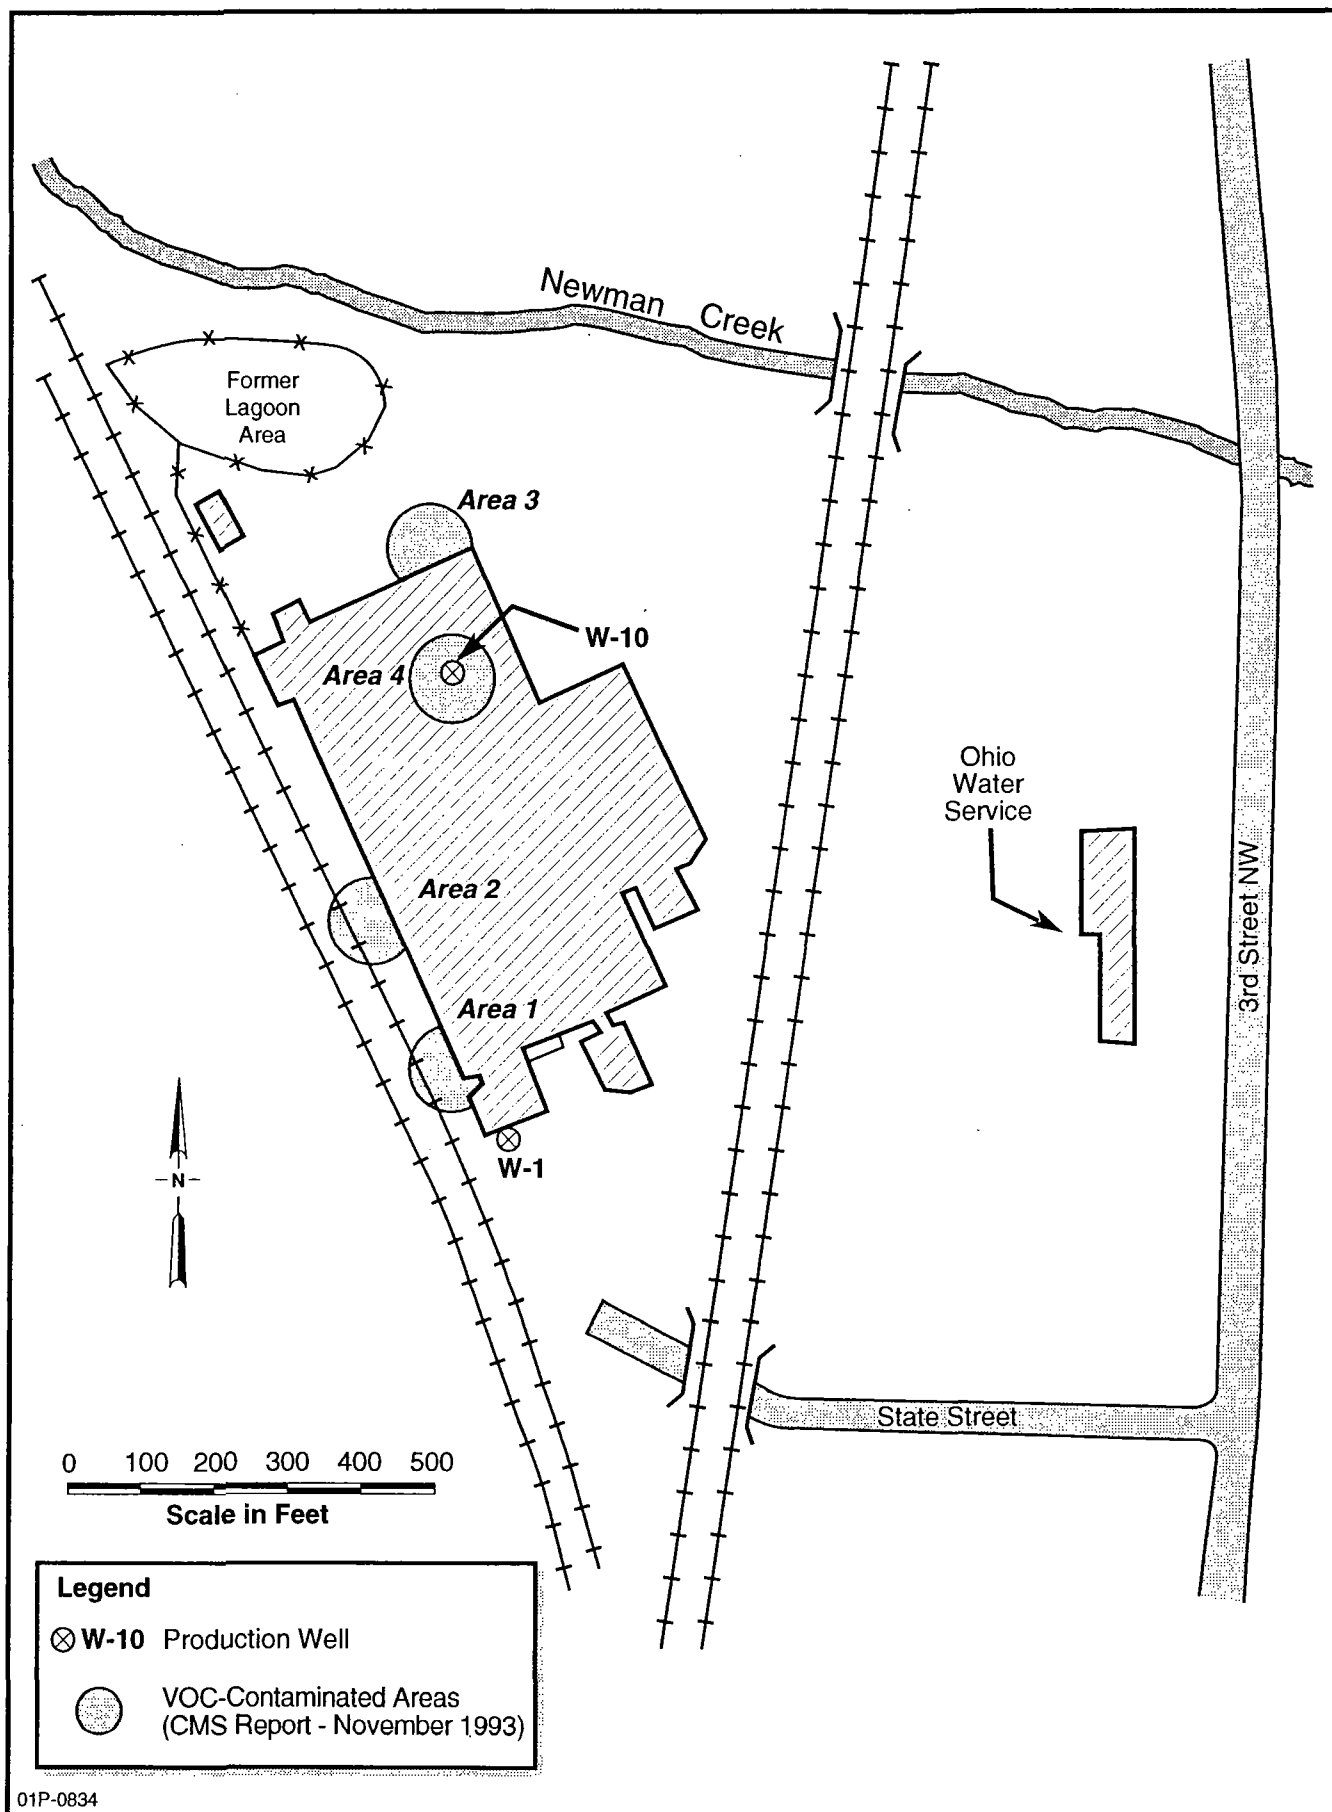 Newman Creek
Former
Lagoon
Area
Area 3
W-10
Area 4
Ohio
Water
Service
Area 2
3rd Street NW
Area 1
W-1
N
State Street
0 100 200 300 400 500
Scale in Feet
Legend
W-10 Production Well
VOC-Contaminated Areas
(CMS Report - November 1993)
01P-0834